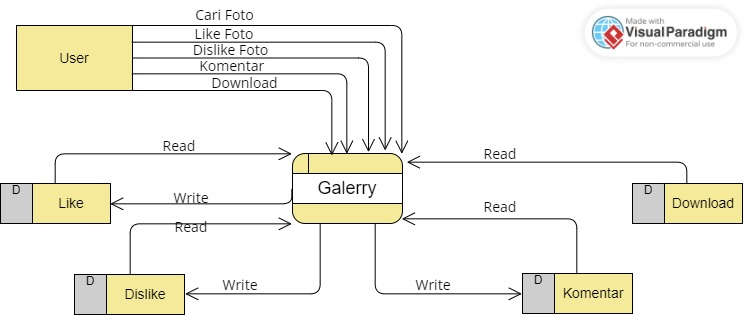 Cari Foto
Like Foto
Dislike Foto
Komentar
Download
User
Made with
Visual Paradigm
For non-commercial use
Read
Read
Galerry
D
Like
Write
D
Download
Read
Read
D
Dislike
Write
Write
D
Komentar